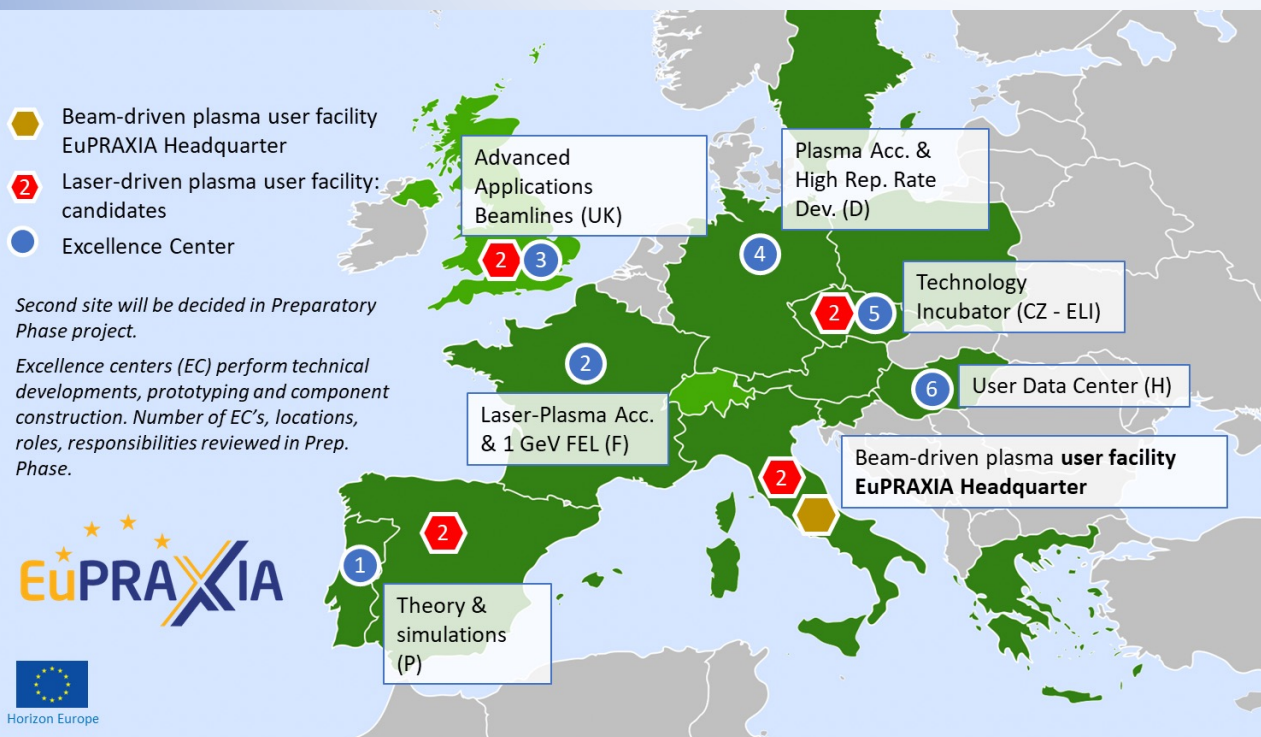 Beam-driven plasma user facility
EuPRAXIA Headquarter
2
Laser-driven plasma user facility:
candidates
Excellence Center
Second site will be decided in Preparatory
Phase project.
Excellence centers (EC) perform technical
developments, prototyping and component
construction. Number of EC's, locations,
roles, responsibilities reviewed in Prep.
Phase.
EuPRAXIA
Horizon Europe
Advanced
Applications
Beamlines (UK)
2
3
Plasma Acc. &
High Rep. Rate
Dev. (D)
4
Technology
Incubator (CZ - ELI)
2
5
2
Laser-Plasma Acc.
& 1 GeV FEL (F)
6
User Data Center (H)
Beam-driven plasma user facility
EuPRAXIA Headquarter
2
2
1
Theory &
simulations
(P)